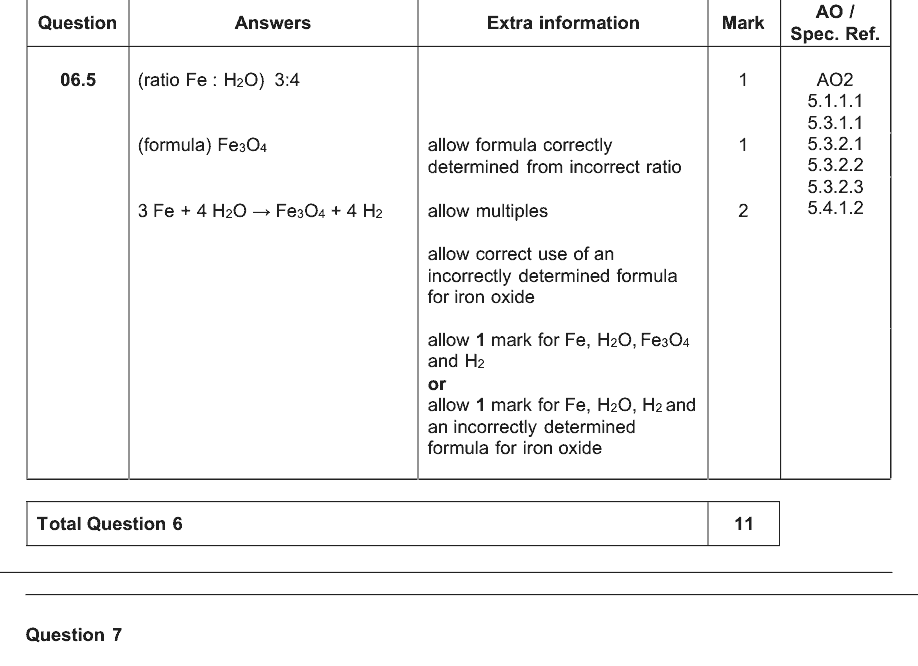 Question Answers Extra information Mark AO /
Spec. Ref.
06.5 (ratio Fe : H2O) 3:4 1 AO2
5.1.1.1
5.3.1.1
(formula) Fe3O4 allow formula correctly 1 5.3.2.1
determined from incorrect ratio 5.3.2.2
5.3.2.3
3 Fe + 4 H2O → Fe3O4 + 4 H2 allow multiples 2 5.4.1.2
allow correct use of an
incorrectly determined formula
for iron oxide
allow 1 mark for Fe, H2O, Fe3O4
and H2
or
allow 1 mark for Fe, H2O, H2 and
an incorrectly determined
formula for iron oxide
Total Question 6 11
Question 7